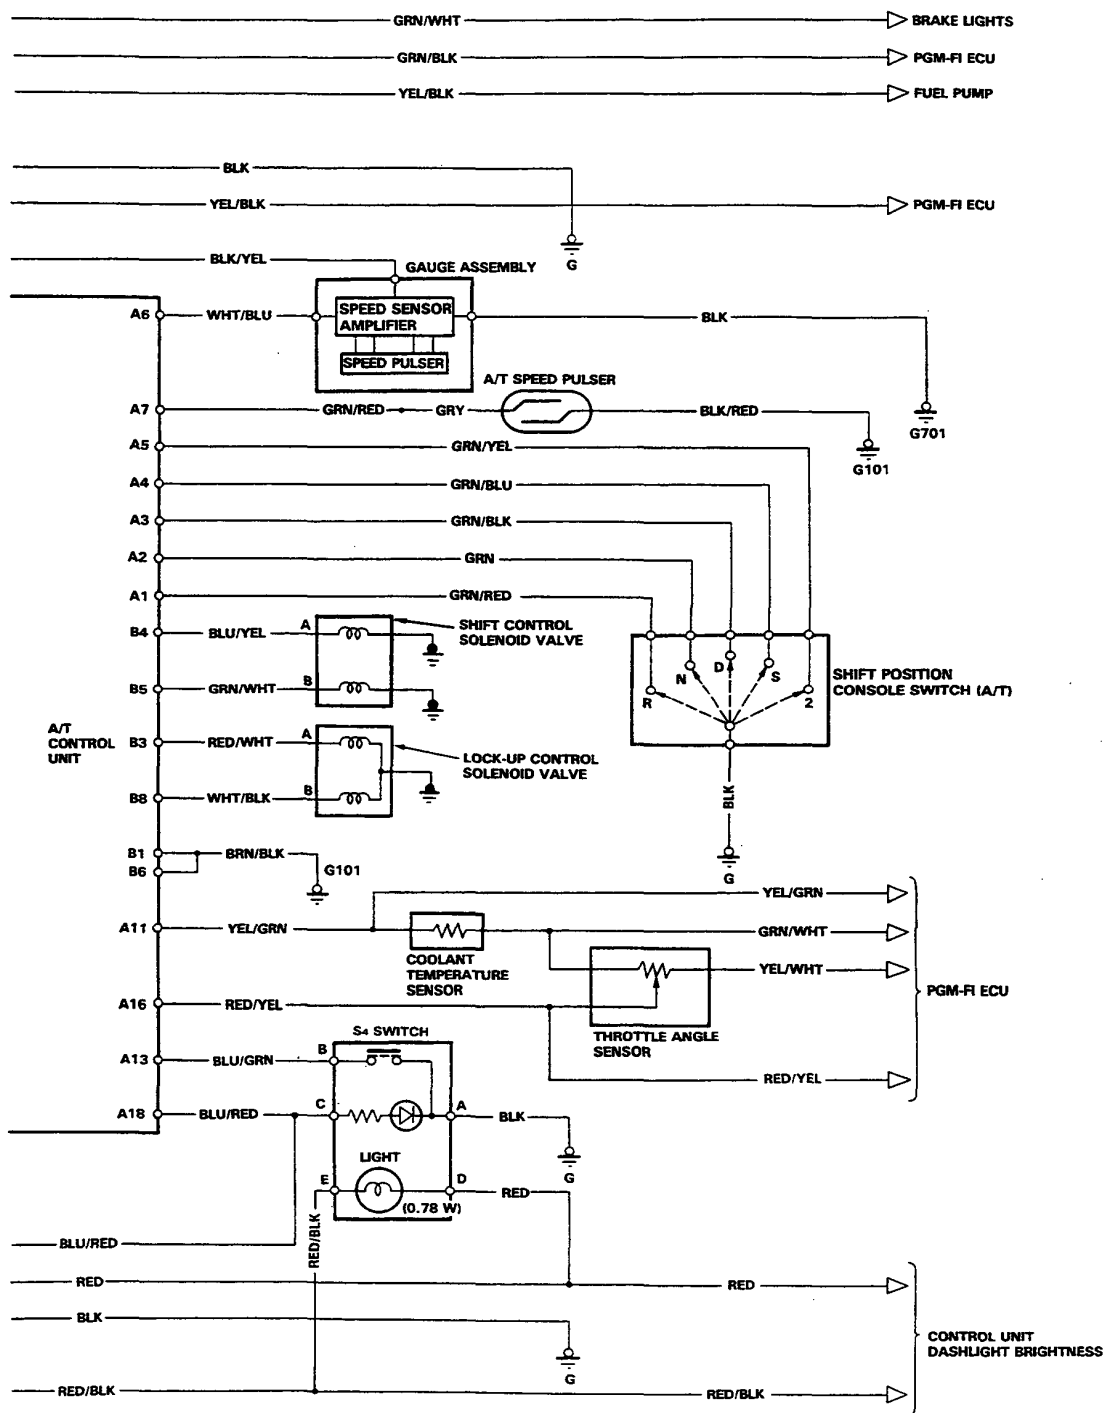 GRN/WHT BRAKE LIGHTS
GRN/BLK PGM-FI ECU
YEL/BLK FUEL PUMP
BLK
YEL/BLK PGM-FI ECU
G
BLK/YEL
GAUGE ASSEMBLY
A6 WHT/BLU SPEED SENSOR AMPLIFIER BLK
SPEED PULSER
A/T SPEED PULSER
A7 GRN/RED GRY BLK/RED
G701
G101
A5 GRN/YEL
A4 GRN/BLU
A3 GRN/BLK
A2 GRN
A1 GRN/RED
B4 BLU/YEL A
SHIFT CONTROL
SOLENOID VALVE
B5 GRN/WHT B
R N D S 2
SHIFT POSITION
CONSOLE SWITCH (A/T)
A/T
CONTROL
UNIT
B3 RED/WHT A
LOCK-UP CONTROL
SOLENOID VALVE
B8 WHT/BLK B
BLK
G
B1 BRN/BLK
B6
G101
YEL/GRN
A11 YEL/GRN GRN/WHT
COOLANT
TEMPERATURE
SENSOR
YEL/WHT
PGM-FI ECU
A16 RED/YEL
THROTTLE ANGLE
SENSOR
S4 SWITCH
A13 BLU/GRN B
RED/YEL
A18 BLU/RED C A BLK
G
LIGHT
E D RED
(0.78 W)
RED/BLK
BLU/RED
RED RED
BLK
G
CONTROL UNIT
DASHLIGHT BRIGHTNESS
RED/BLK RED/BLK